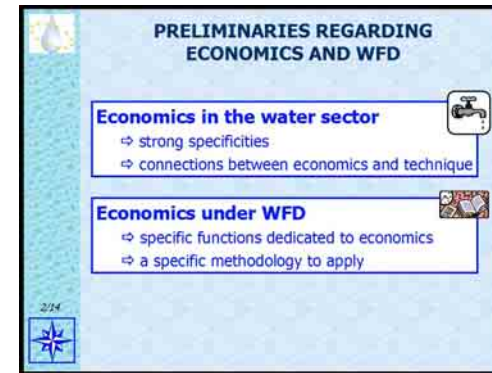 PRELIMINARIES REGARDING
ECONOMICS AND WFD
Economics in the water sector
⇨ strong specificities
⇨ connections between economics and technique
Economics under WFD
⇨ specific functions dedicated to economics
⇨ a specific methodology to apply
2/14